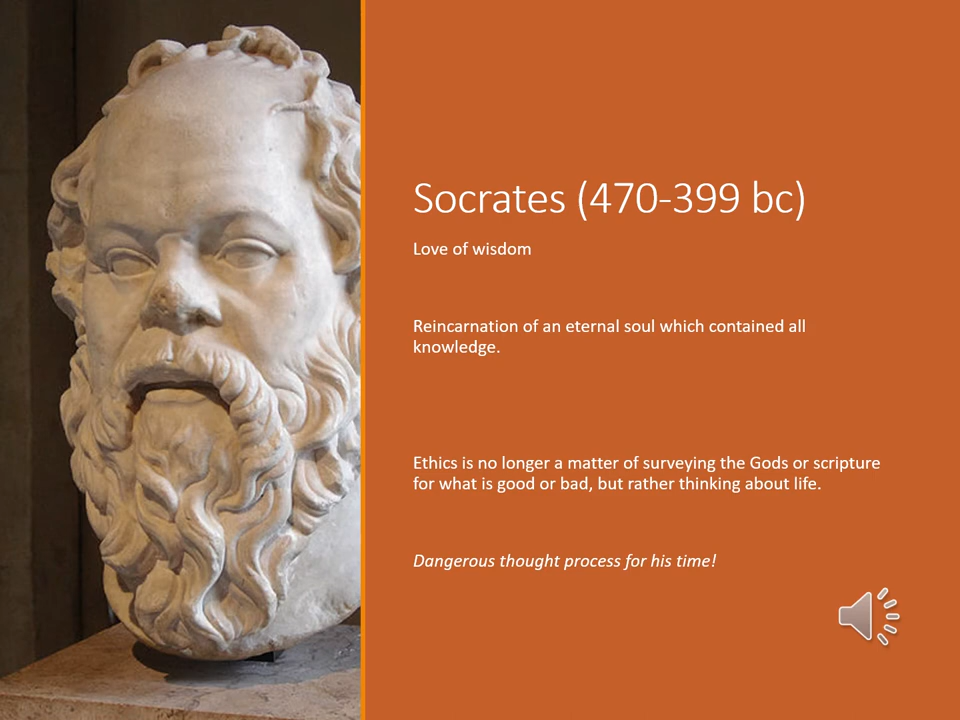 Socrates (470-399 bc)
Love of wisdom
Reincarnation of an eternal soul which contained all
knowledge.
Ethics is no longer a matter of surveying the Gods or scripture
for what is good or bad, but rather thinking about life.
Dangerous thought process for his time!